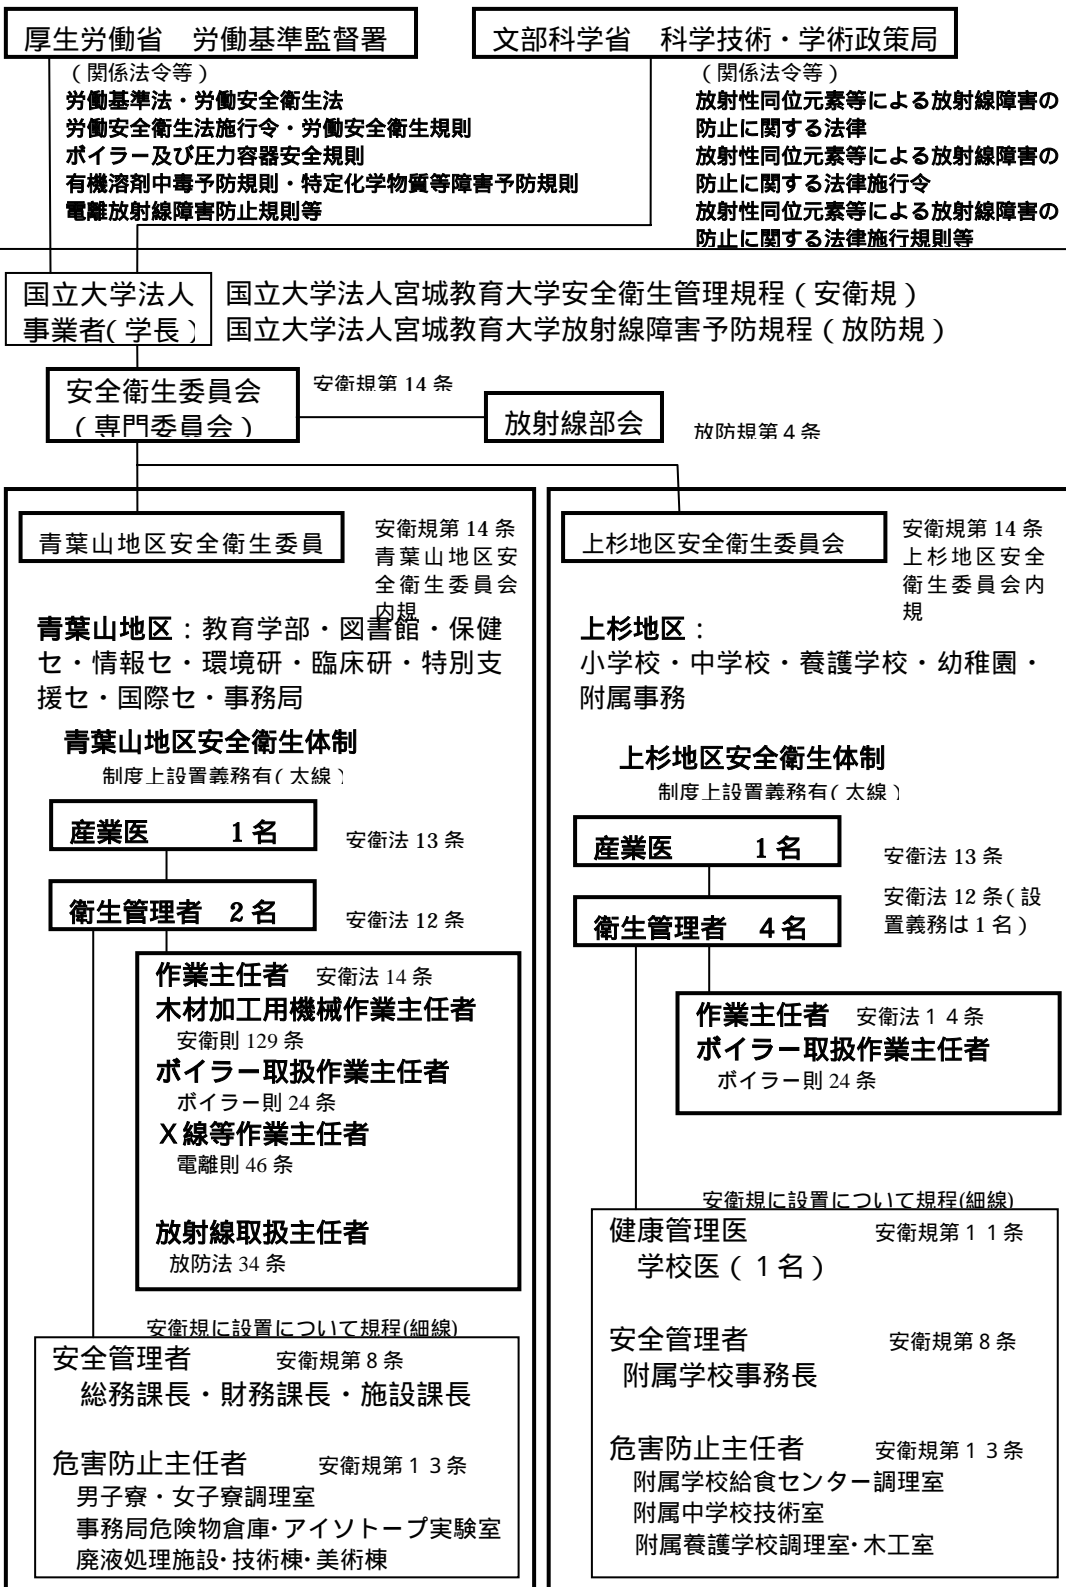 厚生労働省　労働基準監督署
（関係法令等）
労働基準法・労働安全衛生法
労働安全衛生法施行令・労働安全衛生規則
ボイラー及び圧力容器安全規則
有機溶剤中毒予防規則・特定化学物質等障害予防規則
電離放射線障害防止規則等
文部科学省　科学技術・学術政策局
（関係法令等）
放射性同位元素等による放射線障害の
防止に関する法律
放射性同位元素等による放射線障害の
防止に関する法律施行令
放射性同位元素等による放射線障害の
防止に関する法律施行規則等
国立大学法人
事業者(学長)
国立大学法人宮城教育大学安全衛生管理規程（安衛規）
国立大学法人宮城教育大学放射線障害予防規程（放防規）
安全衛生委員会
（専門委員会）
安衛規第 14 条
放射線部会
放防規第４条
青葉山地区安全衛生委員
安衛規第 14 条
青葉山地区安
全衛生委員会
内規
青葉山地区：教育学部・図書館・保健
セ・情報セ・環境研・臨床研・特別支
援セ・国際セ・事務局
青葉山地区安全衛生体制
制度上設置義務有(太線)
産業医　　　1 名
安衛法 13 条
衛生管理者　2 名
安衛法 12 条
作業主任者　安衛法 14 条
木材加工用機械作業主任者
安衛則 129 条
ボイラー取扱作業主任者
ボイラー則 24 条
Ｘ線等作業主任者
電離則 46 条
放射線取扱主任者
放防法 34 条
安衛規に設置について規程(細線)
安全管理者　　安衛規第８条
総務課長・財務課長・施設課長
危害防止主任者　　安衛規第１３条
男子寮・女子寮調理室
事務局危険物倉庫・アイソトープ実験室
廃液処理施設・技術棟・美術棟
上杉地区安全衛生委員会
安衛規第 14 条
上杉地区安全
衛生委員会内
規
上杉地区：
小学校・中学校・養護学校・幼稚園・
附属事務
上杉地区安全衛生体制
制度上設置義務有(太線)
産業医　　　1 名
安衛法 13 条
衛生管理者　４名
安衛法 12 条(設
置義務は 1 名)
作業主任者　安衛法１４条
ボイラー取扱作業主任者
ボイラー則 24 条
安衛規に設置について規程(細線)
健康管理医　　安衛規第１１条
学校医（１名）
安全管理者　　安衛規第８条
附属学校事務長
危害防止主任者　　安衛規第１３条
附属学校給食センター調理室
附属中学校技術室
附属養護学校調理室・木工室